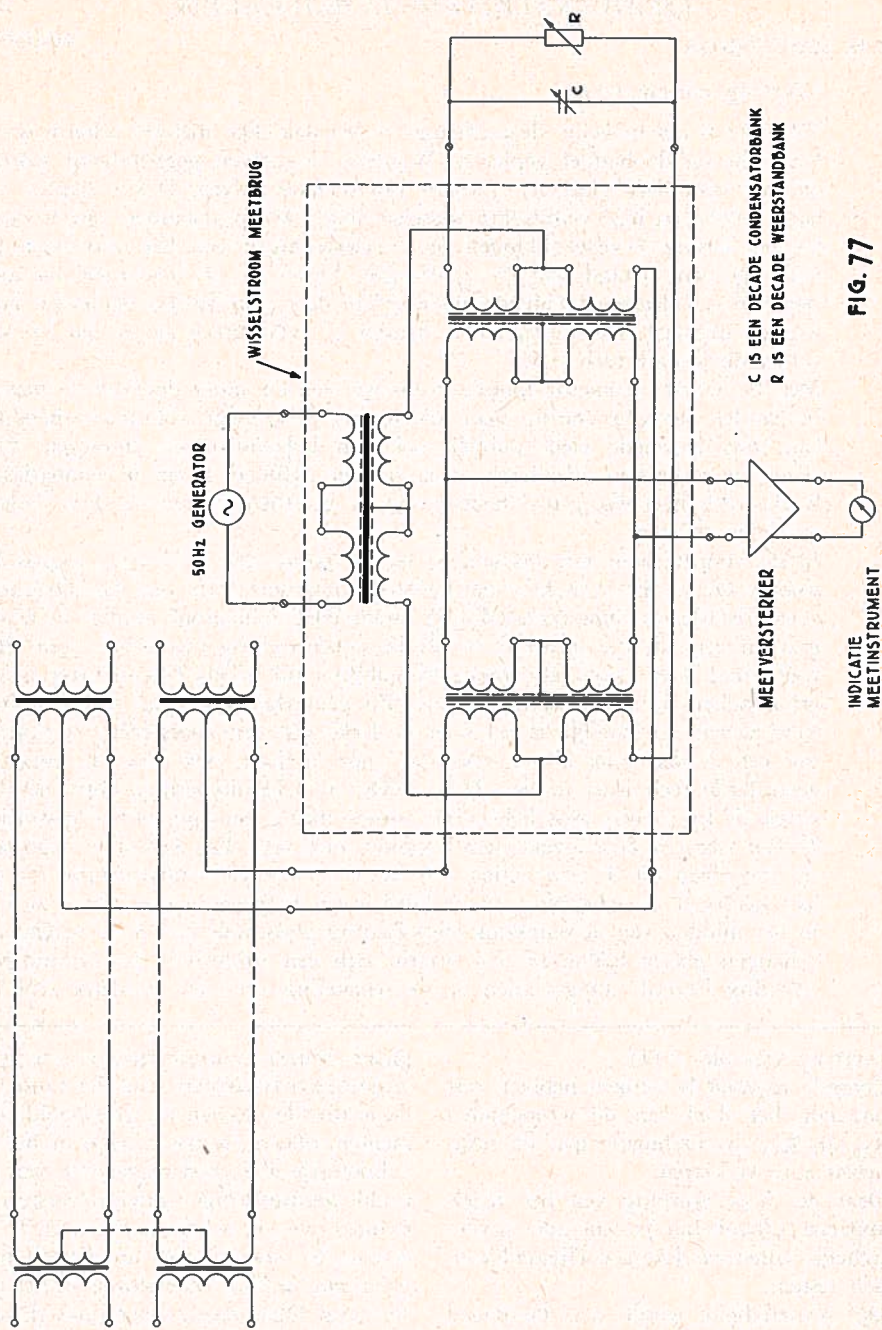 50Hz GENERATOR
WISSELSTROOM MEETBRUG
C
R
MEETVERSTERKER
INDICATIE
MEETINSTRUMENT
C IS EEN DECADE CONDENSATORBANK
R IS EEN DECADE WEERSTANDBANK
FIG. 77